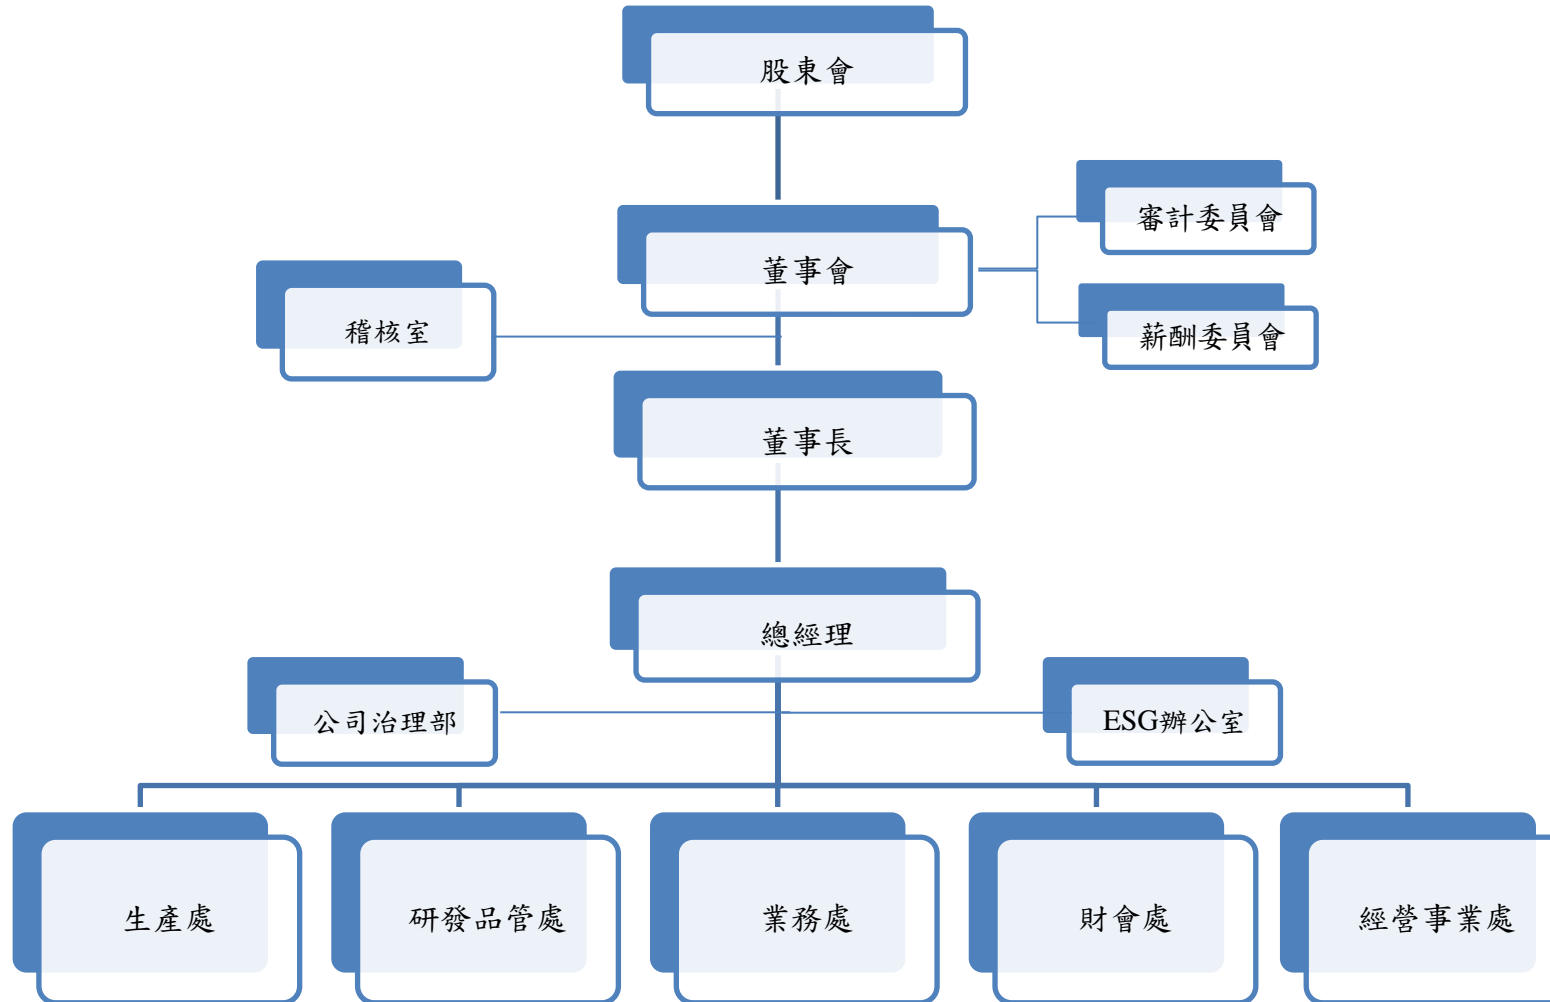 股東會
審計委員會
董事會
稽核室
薪酬委員會
董事長
總經理
公司治理部
ESG辦公室
生產處
研發品管處
業務處
財會處
經營事業處